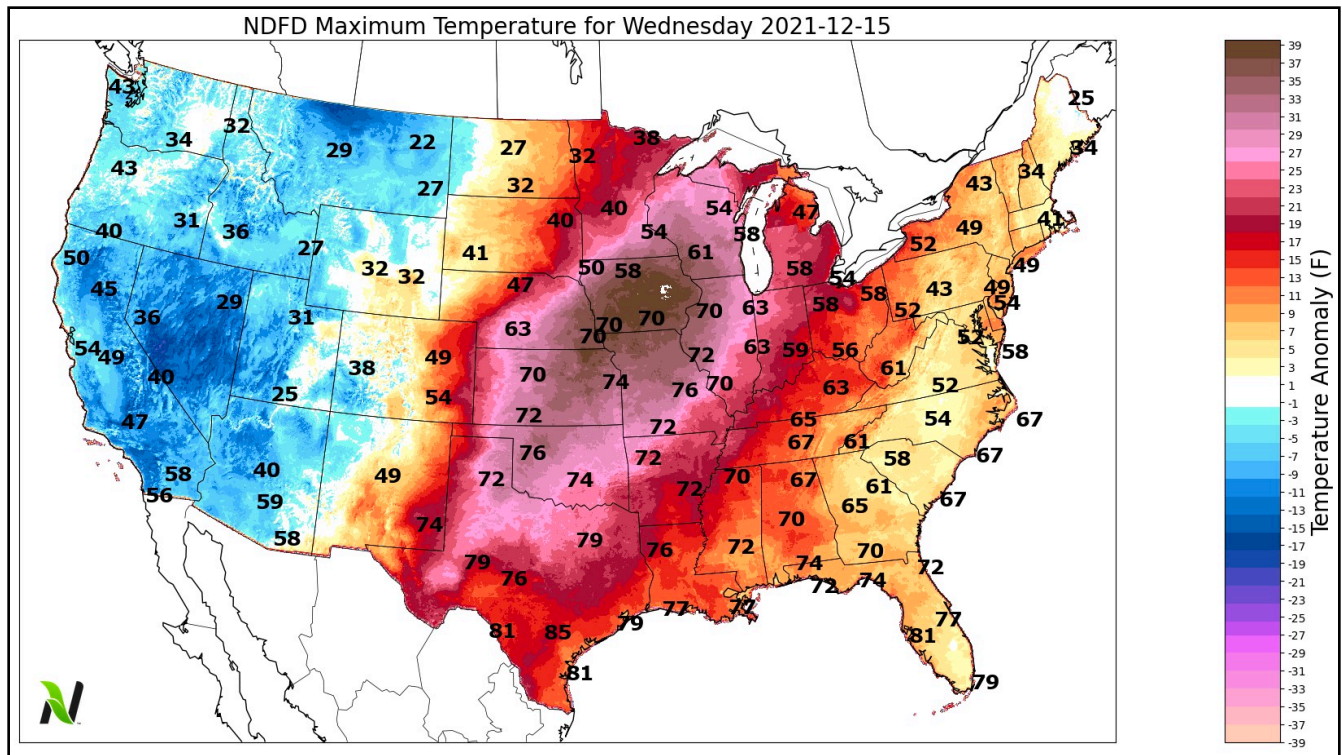 NDFD Maximum Temperature for Wednesday 2021-12-15
43 25
34 32 29 22 27 32 38 34
43 27 32 34 43
40 31 36 40 40 54 47 41
50 27 41 54 58 52 49
45 29 32 32 47 50 58 61 58 54 58 43 49 49
36 31 63 70 70 70 63 58 52 54
54 49 38 49 70 72 63 59 56 52 58
40 25 54 70 74 76 70 63 61 52
47 72 72 65 67 61 54 67
58 56 40 49 76 72 58 67
59 72 74 72 70 67 61 67
58 74 79 76 70 65
79 76 72 74 70 72
81 85 79 77 77 72 74 77 81
81 79
39
37
35
33
31
29
27
25
23
21
19
17
15
13
11
9
7
5
3
1
-1
-3
-5
-7
-9
-11
-13
-15
-17
-19
-21
-23
-25
-27
-29
-31
-33
-35
-37
-39
Temperature Anomaly (F)